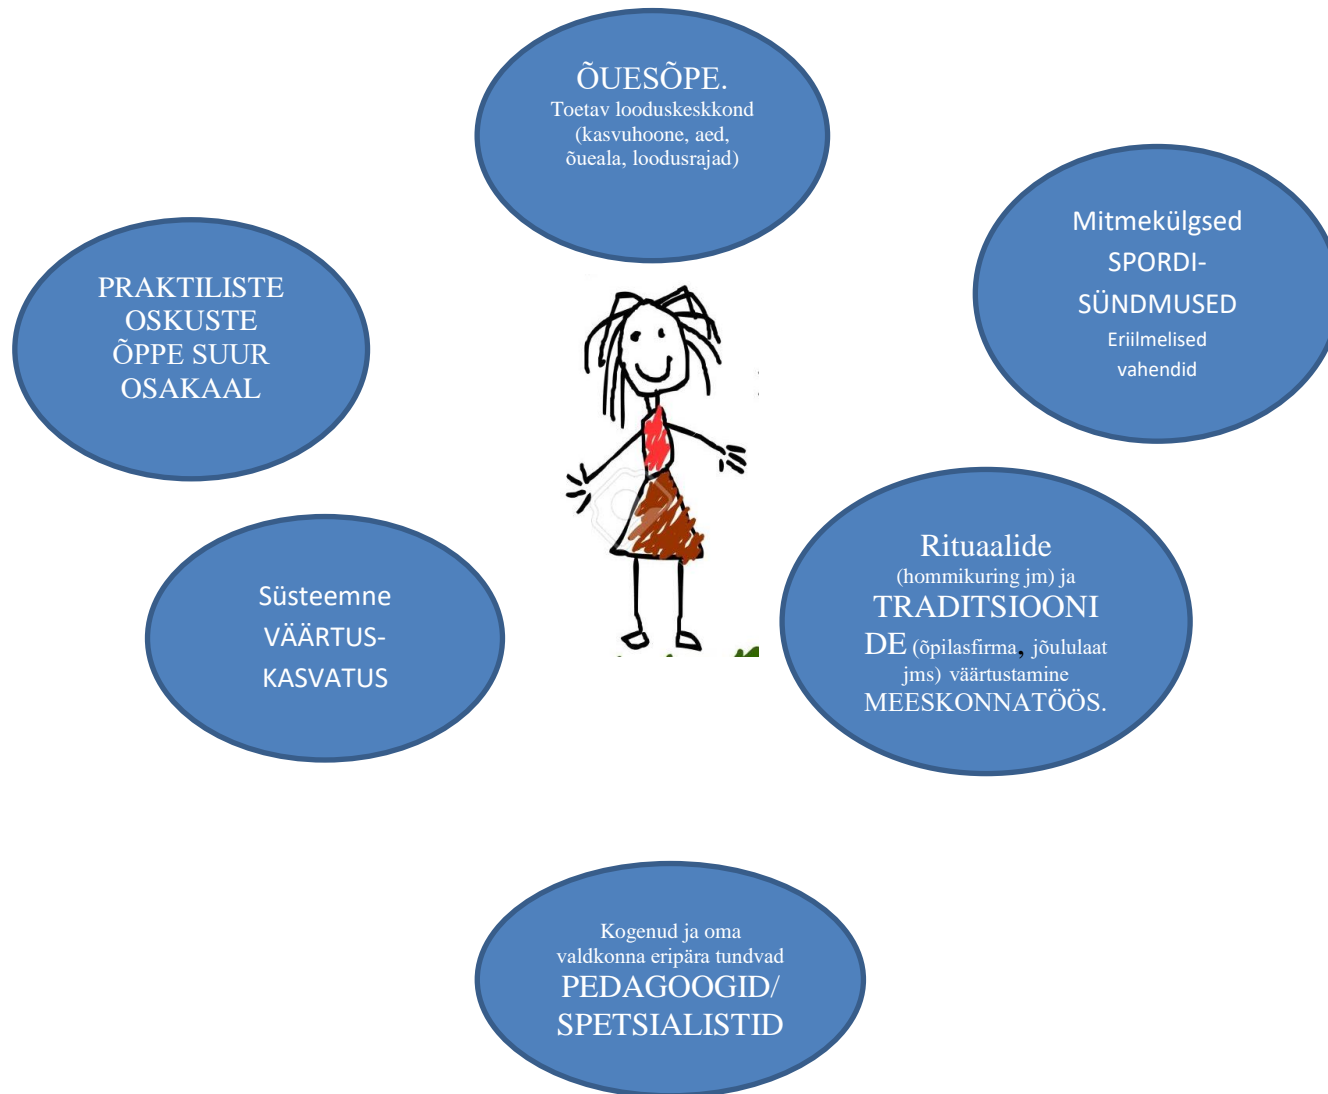 ÕUESÕPE.
Toetav looduskeskkond
(kasvuhoone, aed,
õueala, loodusrajad)
Mitmekülgsed
SPORDI-
SÜNDMUSED
Eriilmelised
vahendid
PRAKTILISTE
OSKUSTE
ÕPPE SUUR
OSAKAAL
Süsteemne
VÄÄRTUS-
KASVATUS
Rituaalide
(hommikuring jm) ja
TRADITSIOONI
DE (õpilasfirma, jõululaat
jms) väärtustamine
MEESKONNATÖÖS.
Kogenud ja oma
valdkonna eripära tundvad
PEDAGOOGID/
SPETSIALISTID